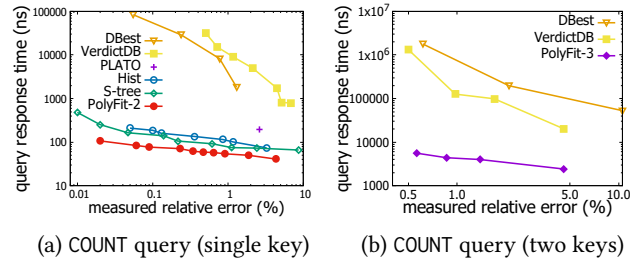 query response time (ns)
100000
10000
1000
100
10
0.01
0.1
1
10
measured relative error (%)
DBest
VerdictDB
PLATO
Hist
S-tree
PolyFit-2
(a) COUNT query (single key)
query response time (ns)
1x10⁷
1x10⁶
100000
10000
1000
0.5
1.0
5.0
10.0
measured relative error (%)
DBest
VerdictDB
PolyFit-3
(b) COUNT query (two keys)